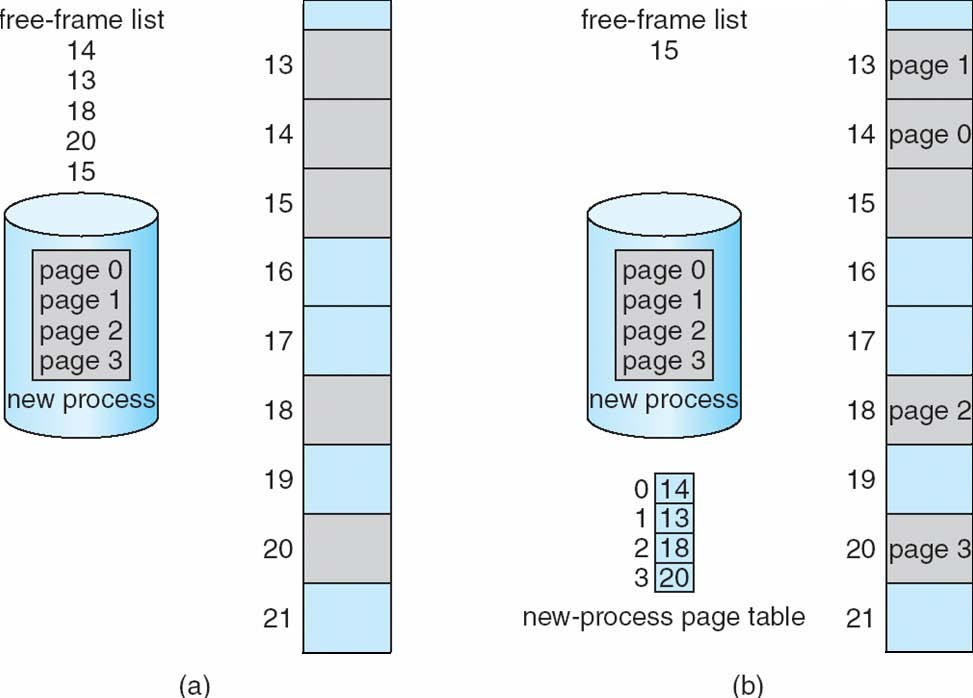 free-frame list
14
13
18
20
15
page 0
page 1
page 2
page 3
new process
13
14
15
16
17
18
19
20
21
(a)
free-frame list
15
page 0
page 1
page 2
page 3
new process
0 14
1 13
2 18
3 20
new-process page table
13 page 1
14 page 0
15
16
17
18 page 2
19
20 page 3
21
(b)